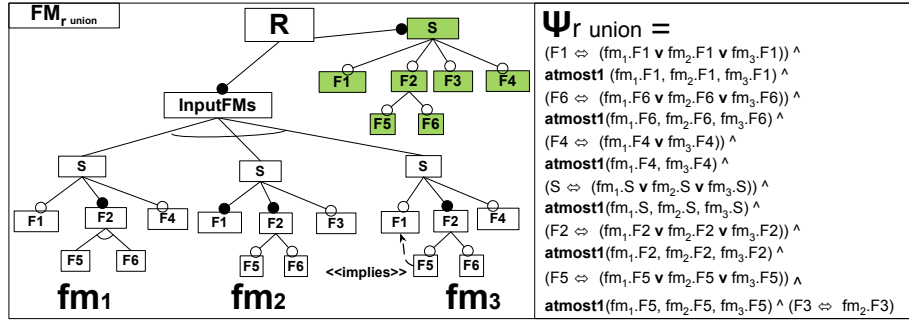 FM r union
R
S
F1 F2 F3 F4
F5 F6
InputFMs
S S S
F1 F2 F4 F1 F2 F3 F1 F2 F4
F5 F6 F5 F6 <<implies>> F5 F6
fm1 fm2 fm3
Ψr union =
(F1 ⇔ (fm1.F1 v fm2.F1 v fm3.F1)) ^
atmost1 (fm1.F1, fm2.F1, fm3.F1) ^
(F6 ⇔ (fm1.F6 v fm2.F6 v fm3.F6)) ^
atmost1(fm1.F6, fm2.F6, fm3.F6) ^
(F4 ⇔ (fm1.F4 v fm3.F4)) ^
atmost1(fm1.F4, fm3.F4) ^
(S ⇔ (fm1.S v fm2.S v fm3.S)) ^
atmost1(fm1.S, fm2.S, fm3.S) ^
(F2 ⇔ (fm1.F2 v fm2.F2 v fm3.F2)) ^
atmost1(fm1.F2, fm2.F2, fm3.F2) ^
(F5 ⇔ (fm1.F5 v fm2.F5 v fm3.F5)) ^
atmost1(fm1.F5, fm2.F5, fm3.F5) ^ (F3 ⇔ fm2.F3)